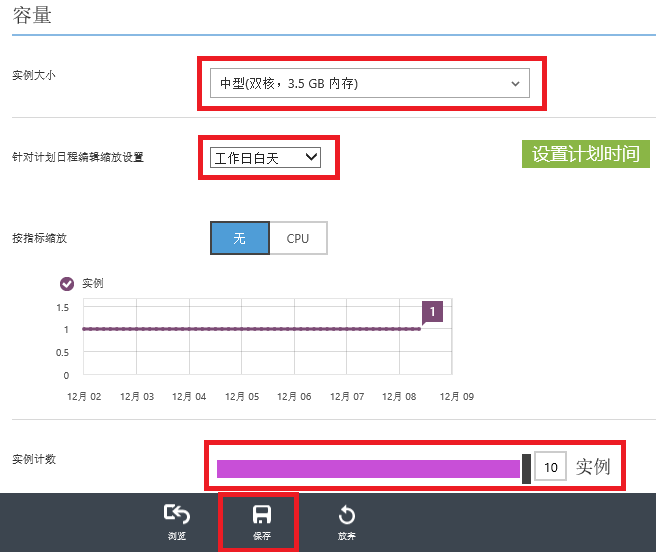 容量
实例大小
中型(双核，3.5 GB 内存)
针对计划日程编辑缩放设置
工作日白天
设置计划时间
按指标缩放
无
CPU
实例
1.5
1
0.5
0
1
12月 02
12月 03
12月 04
12月 05
12月 06
12月 07
12月 08
12月 09
实例计数
10
实例
浏览
保存
放弃